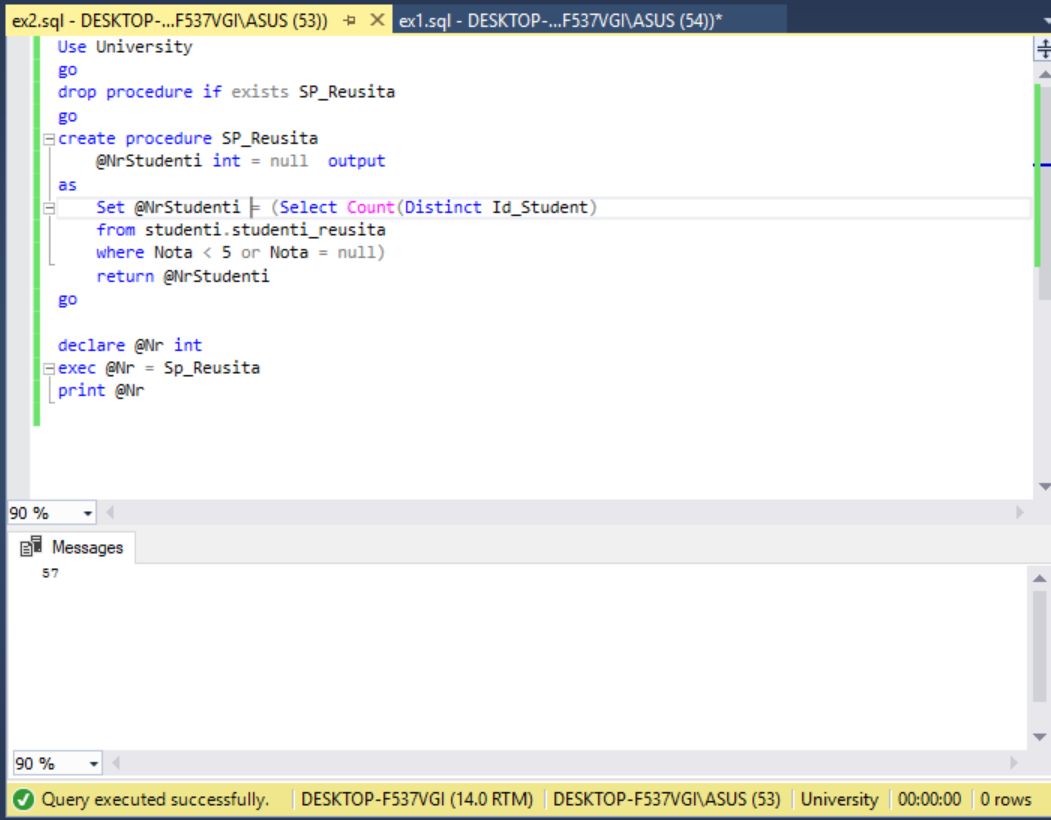 ex2.sql - DESKTOP-...F537VGI\ASUS (53)) ex1.sql - DESKTOP-...F537VGI\ASUS (54))*
Use University
go
drop procedure if exists SP_Reusita
go
create procedure SP_Reusita
@NrStudenti int = null output
as
Set @NrStudenti = (Select Count(Distinct Id_Student)
from studenti.studenti_reusita
where Nota < 5 or Nota = null)
return @NrStudenti
go
declare @Nr int
exec @Nr = Sp_Reusita
print @Nr
90 %
Messages
57
90 %
Query executed successfully. DESKTOP-F537VGI (14.0 RTM) DESKTOP-F537VGI\ASUS (53) University 00:00:00 0 rows